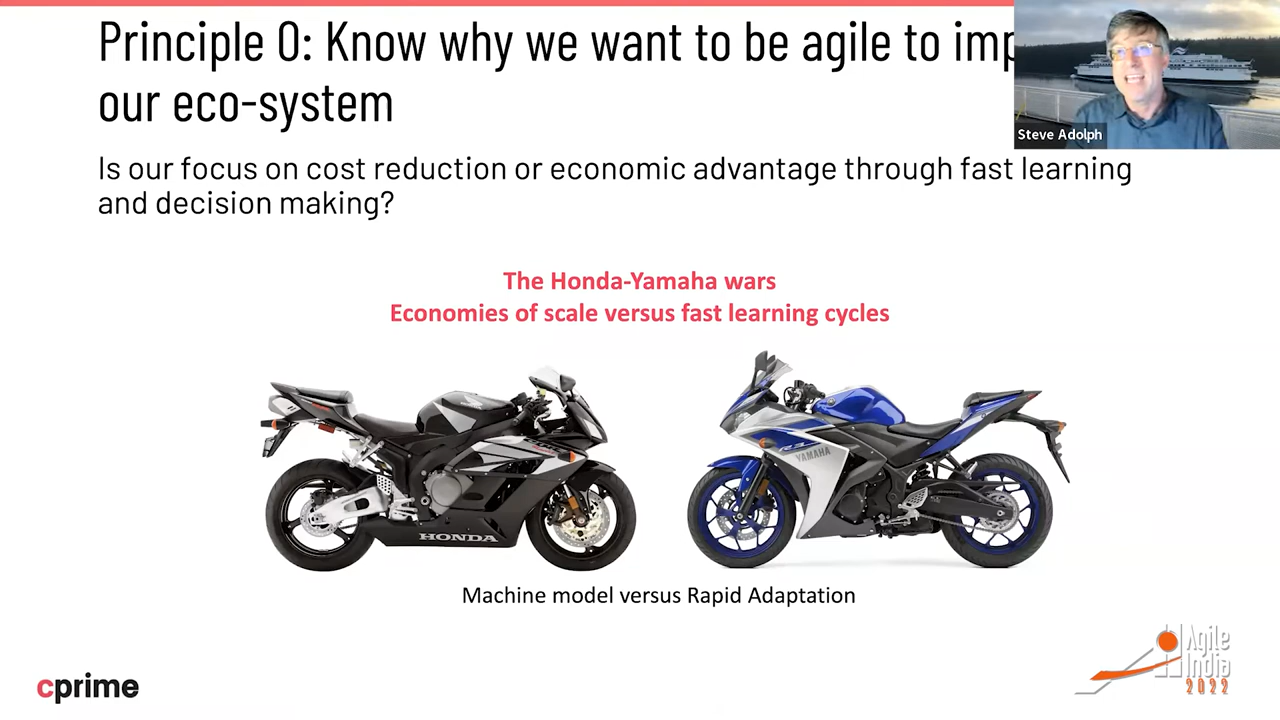 Principle 0: Know why we want to be agile to imp
our eco-system
Steve Adolph
Is our focus on cost reduction or economic advantage through fast learning
and decision making?
The Honda-Yamaha wars
Economies of scale versus fast learning cycles
HONDA
YAMAHA
R3
Machine model versus Rapid Adaptation
cprime
Agile
India
2022